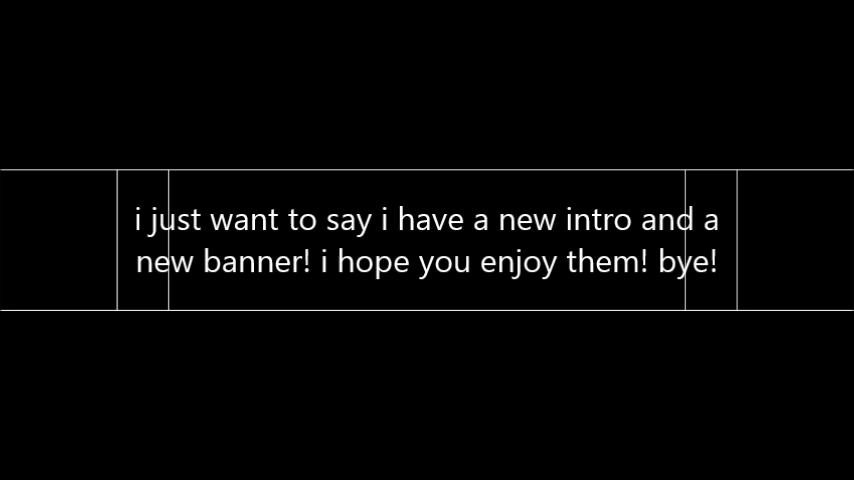 i just want to say i have a new intro and a
new banner! i hope you enjoy them! bye!